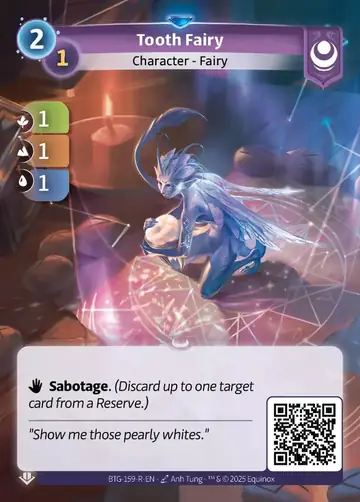 2
Tooth Fairy
1
Character - Fairy
1
1
1
Sabotage. (Discard up to one target
card from a Reserve.)
"Show me those pearly whites."
BTG-159-R-EN - Anh Tung - ™ & © 2025 Equinox